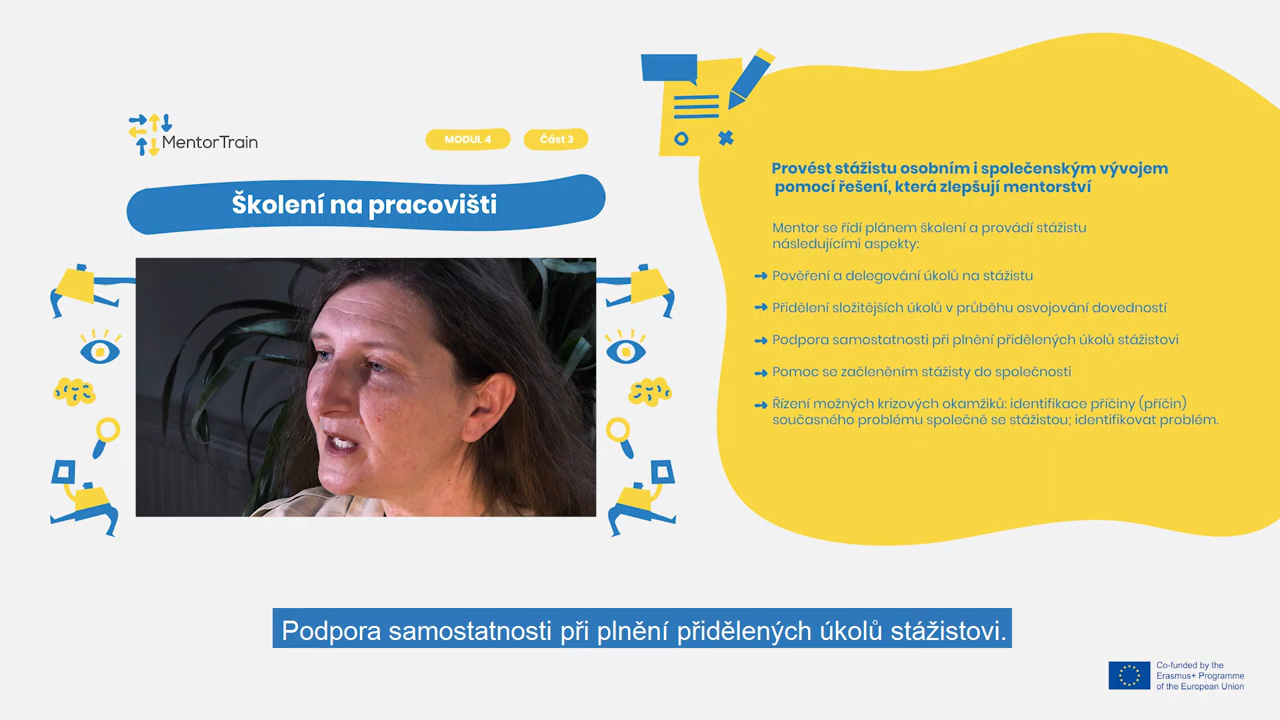 MentorTrain
MODUL 4
Část 3
Školení na pracovišti
Provést stážistu osobním i společenským vývojem
pomocí řešení, která zlepšují mentorství
Mentor se řídí plánem školení a provádí stážistu
následujícími aspekty:
Pověření a delegování úkolů na stážistu
Přidělení složitějších úkolů v průběhu osvojování dovedností
Podpora samostatnosti při plnění přidělených úkolů stážistovi
Pomoc se začleněním stážisty do společnosti
Řízení možných krizových okamžiků: identifikace příčiny (příčin)
současného problému společně se stážistou; identifikovat problém.
Podpora samostatnosti při plnění přidělených úkolů stážistovi.
Co-funded by the
Erasmus+ Programme
of the European Union